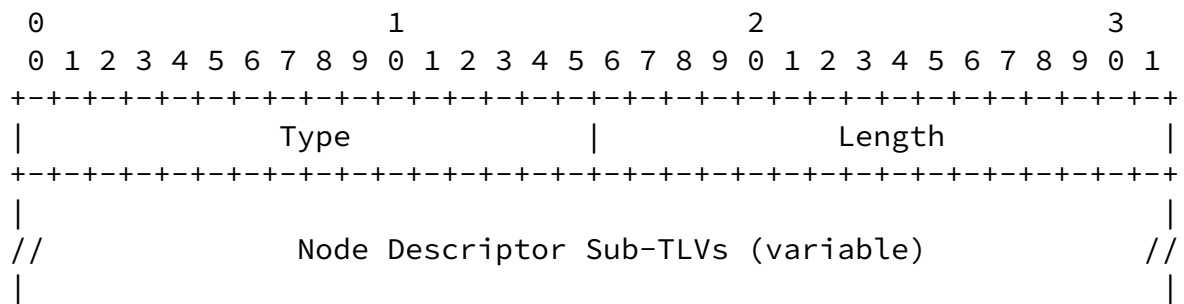 0                   1                   2                   3
 0 1 2 3 4 5 6 7 8 9 0 1 2 3 4 5 6 7 8 9 0 1 2 3 4 5 6 7 8 9 0 1
+-+-+-+-+-+-+-+-+-+-+-+-+-+-+-+-+-+-+-+-+-+-+-+-+-+-+-+-+-+-+-+-+
|              Type             |             Length            |
+-+-+-+-+-+-+-+-+-+-+-+-+-+-+-+-+-+-+-+-+-+-+-+-+-+-+-+-+-+-+-+-+
|                                                               |
//              Node Descriptor Sub-TLVs (variable)            //
|                                                               |